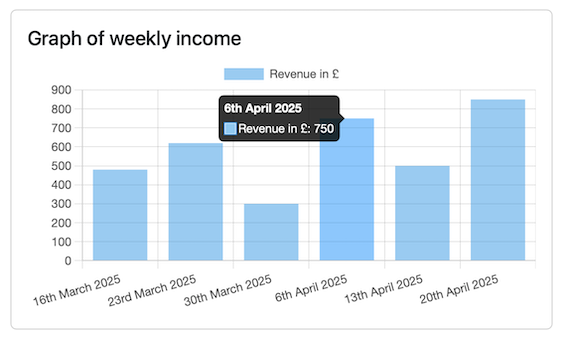 Graph of weekly income
Revenue in £
900
800
700
600
500
400
300
200
100
0
6th April 2025
Revenue in £: 750
16th March 2025
23rd March 2025
30th March 2025
6th April 2025
13th April 2025
20th April 2025